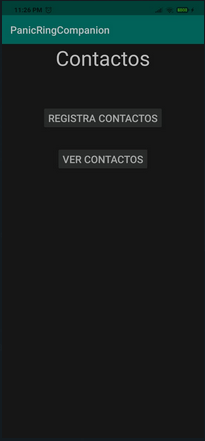 PanicRingCompanion
Contactos
REGISTRA CONTACTOS
VER CONTACTOS